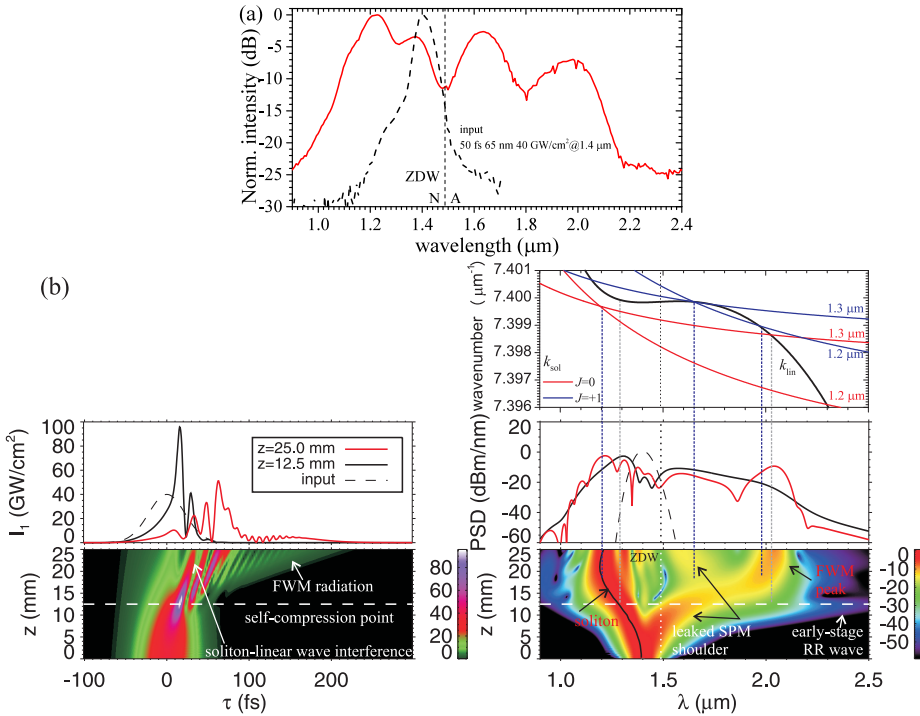 (a)
0
-5
-10
-15
-20
-25
-30
Norm. intensity (dB)
input
50 fs 65 nm 40 GW/cm²@1.4 μm
ZDW
N A
1.0 1.2 1.4 1.6 1.8 2.0 2.2 2.4
wavelength (μm)
(b)
7.401
7.400
7.399
7.398
7.397
7.396
wavenumber (μm⁻¹)
1.3 μm
1.3 μm
1.2 μm
1.2 μm
k_sol
J=0
J=+1
k_lin
100
80
60
40
20
0
I₁ (GW/cm²)
z=25.0 mm
z=12.5 mm
input
20
0
-20
-40
-60
PSD (dBm/nm)
25
20
15
10
5
0
z (mm)
FWM radiation
self-compression point
soliton-linear wave interference
80
60
40
20
-100 0 100 200
τ (fs)
25
20
15
10
5
0
z (mm)
ZDW
soliton
FWM
peak
leaked SPM
shoulder
early-stage
RR wave
0
-10
-20
-30
-40
-50
1.0 1.5 2.0 2.5
λ (μm)